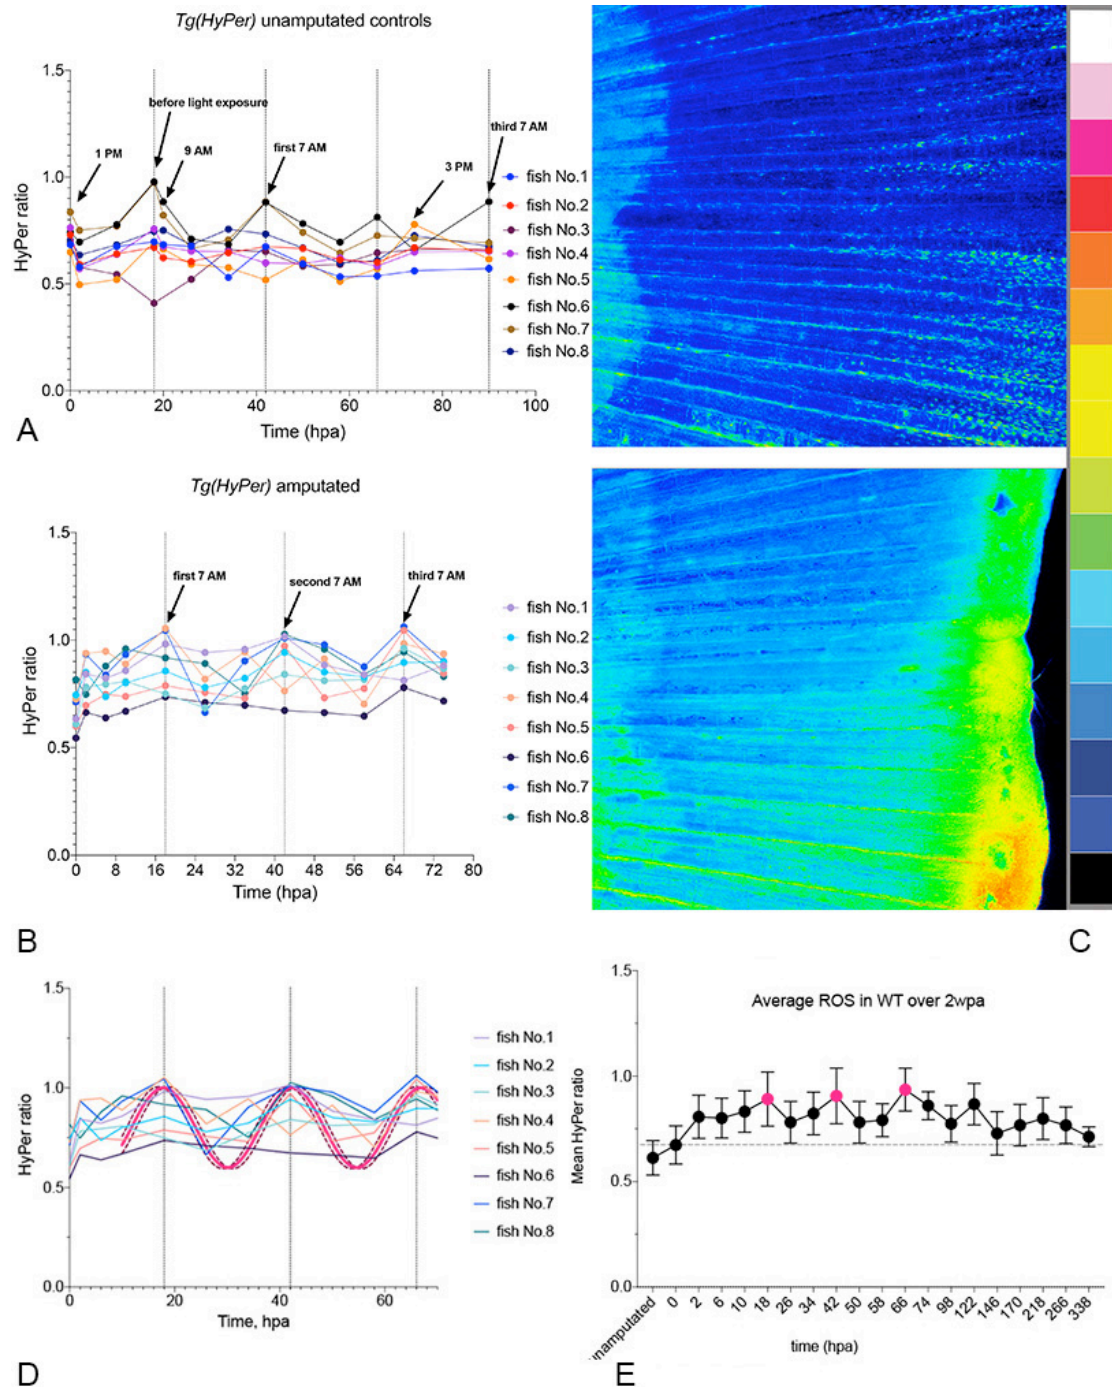 Tg(HyPer) unamputated controls
HyPer ratio
1.5
1.0
0.5
0.0
before light exposure
1 PM
9 AM
first 7 AM
3 PM
third 7 AM
fish No.1
fish No.2
fish No.3
fish No.4
fish No.5
fish No.6
fish No.7
fish No.8
0 20 40 60 80 100
Time (hpa)
A
Tg(HyPer) amputated
HyPer ratio
1.5
1.0
0.5
0.0
first 7 AM
second 7 AM
third 7 AM
fish No.1
fish No.2
fish No.3
fish No.4
fish No.5
fish No.6
fish No.7
fish No.8
0 8 16 24 32 40 48 56 64 72 80
Time (hpa)
B
C
HyPer ratio
1.5
1.0
0.5
0.0
fish No.1
fish No.2
fish No.3
fish No.4
fish No.5
fish No.6
fish No.7
fish No.8
0 20 40 60
Time, hpa
D
Average ROS in WT over 2wpa
Mean HyPer ratio
1.5
1.0
0.5
0.0
unamputated 0 2 6 10 18 26 34 42 50 58 66 74 98 122 146 170 218 266 338
time (hpa)
E